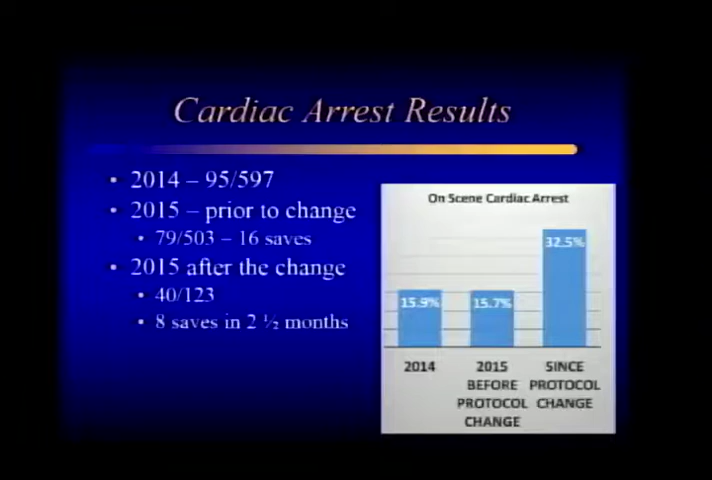 Cardiac Arrest Results
• 2014 – 95/597
• 2015 – prior to change
• 79/503 – 16 saves
• 2015 after the change
• 40/123
• 8 saves in 2 ½ months
On Scene Cardiac Arrest
15.9%
15.7%
32.5%
2014
2015
BEFORE
PROTOCOL
CHANGE
SINCE
PROTOCOL
CHANGE